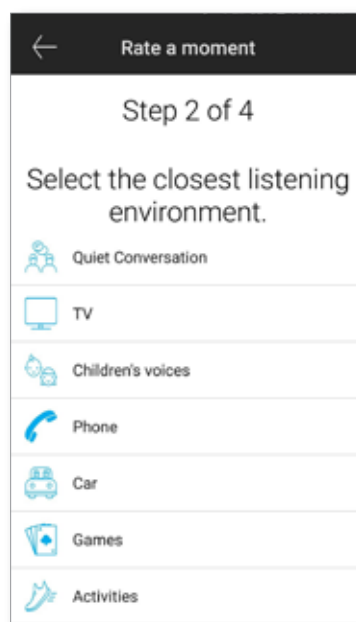 Rate a moment
Step 2 of 4
Select the closest listening
environment.
Quiet Conversation
TV
Children's voices
Phone
Car
Games
Activities